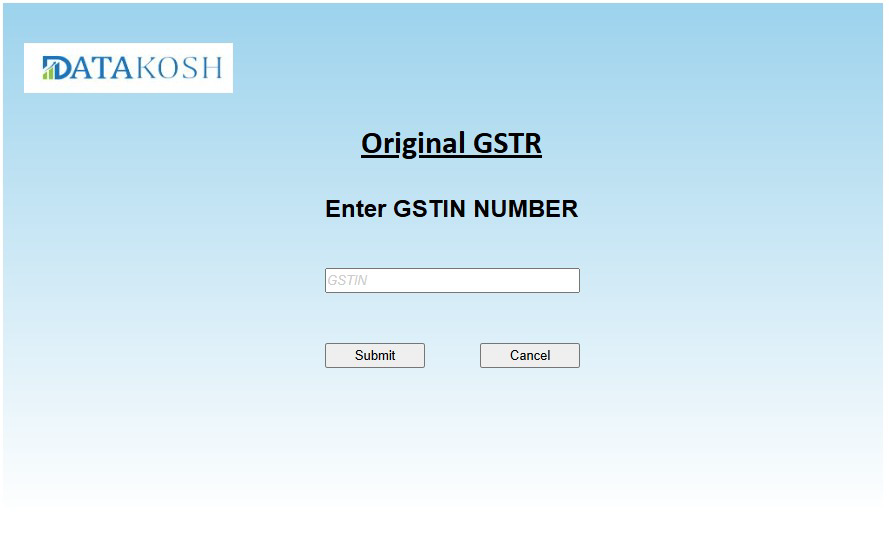 DATAKOSH
Original GSTR
Enter GSTIN NUMBER
GSTIN
Submit Cancel